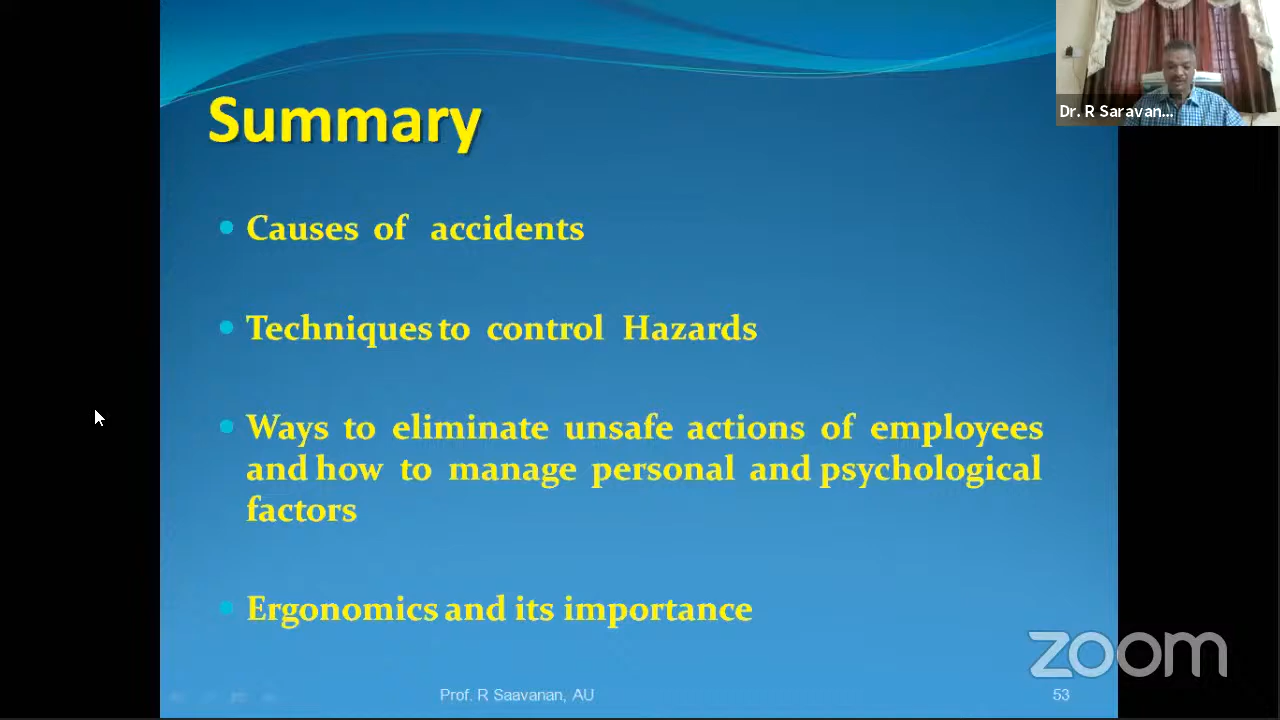 Dr. R Saravan...
Summary
Causes of accidents
Techniques to control Hazards
Ways to eliminate unsafe actions of employees
and how to manage personal and psychological
factors
Ergonomics and its importance
zoom
Prof. R Saavanan, AU
53